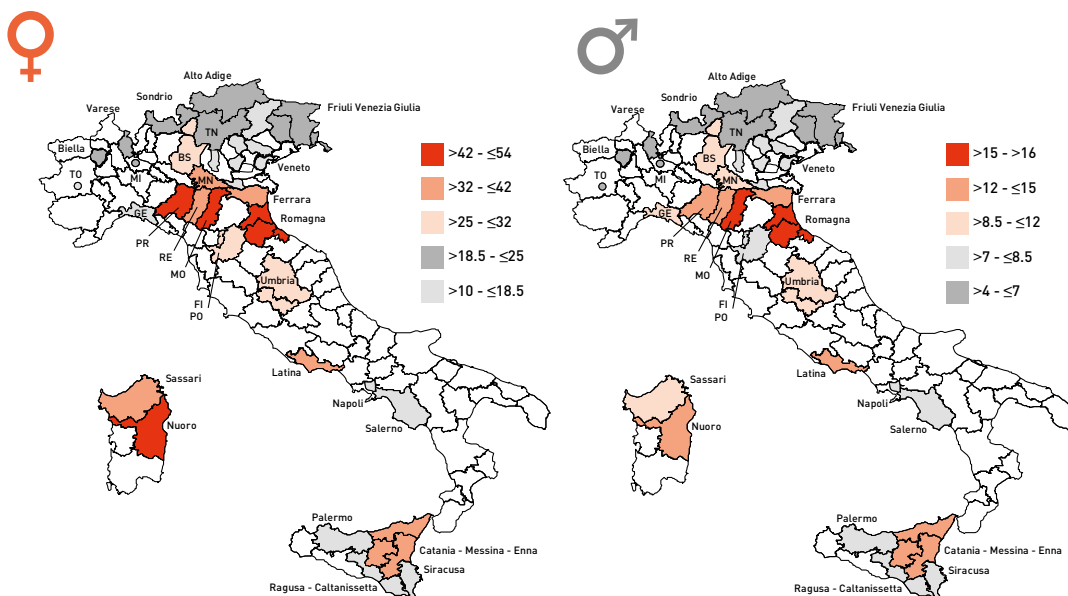 Alto Adige
Sondrio
Varese
Friuli Venezia Giulia
TN
Biella
BS
Veneto
TO
MI
MN
Ferrara
GE
Romagna
PR
RE
MO
Umbria
FI
PO
Latina
Sassari
Napoli
Nuoro
Salerno
Palermo
Catania - Messina - Enna
Siracusa
Ragusa - Caltanissetta
>42 - ≤54
>32 - ≤42
>25 - ≤32
>18.5 - ≤25
>10 - ≤18.5
Alto Adige
Sondrio
Varese
Friuli Venezia Giulia
TN
Biella
BS
Veneto
TO
MI
MN
Ferrara
GE
Romagna
PR
RE
MO
Umbria
FI
PO
Latina
Sassari
Napoli
Nuoro
Salerno
Palermo
Catania - Messina - Enna
Siracusa
Ragusa - Caltanissetta
>15 - >16
>12 - ≤15
>8.5 - ≤12
>7 - ≤8.5
>4 - ≤7